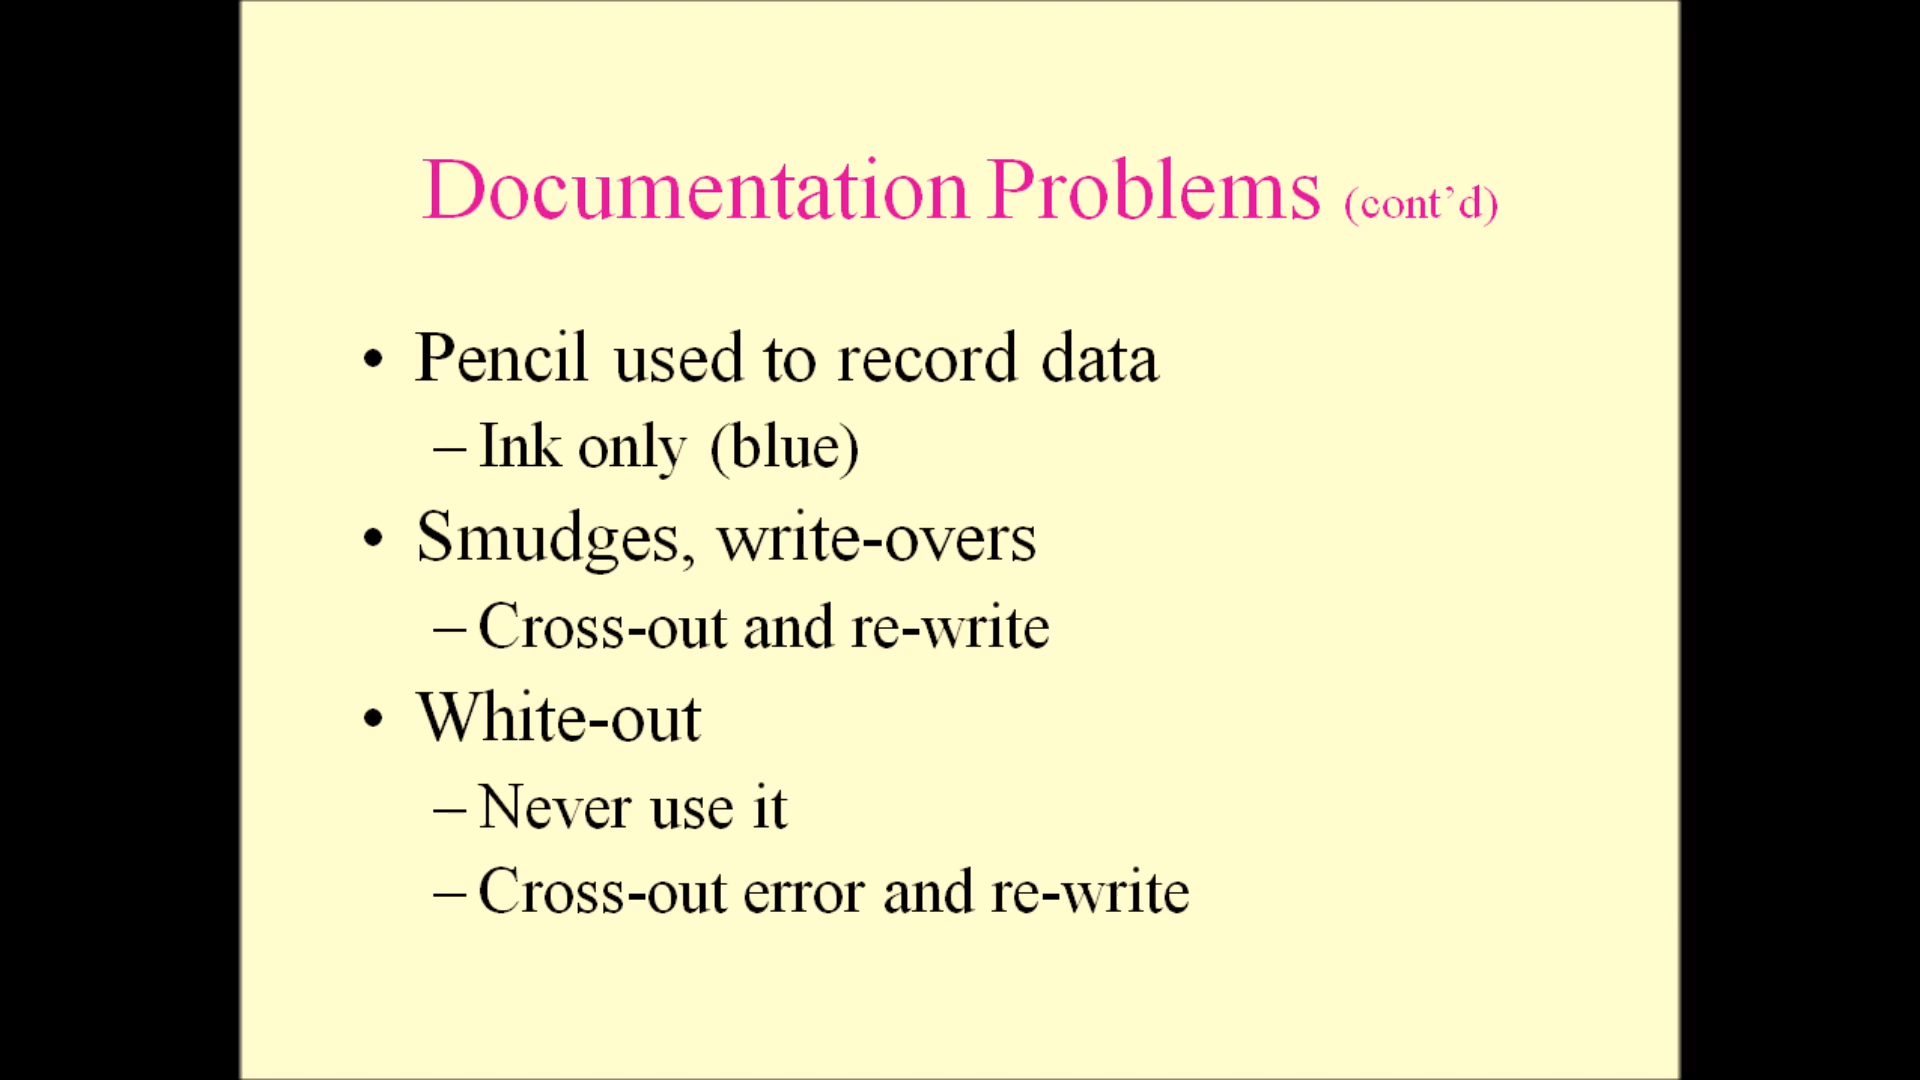 Documentation Problems (cont’d)
• Pencil used to record data
– Ink only (blue)
• Smudges, write-overs
– Cross-out and re-write
• White-out
– Never use it
– Cross-out error and re-write